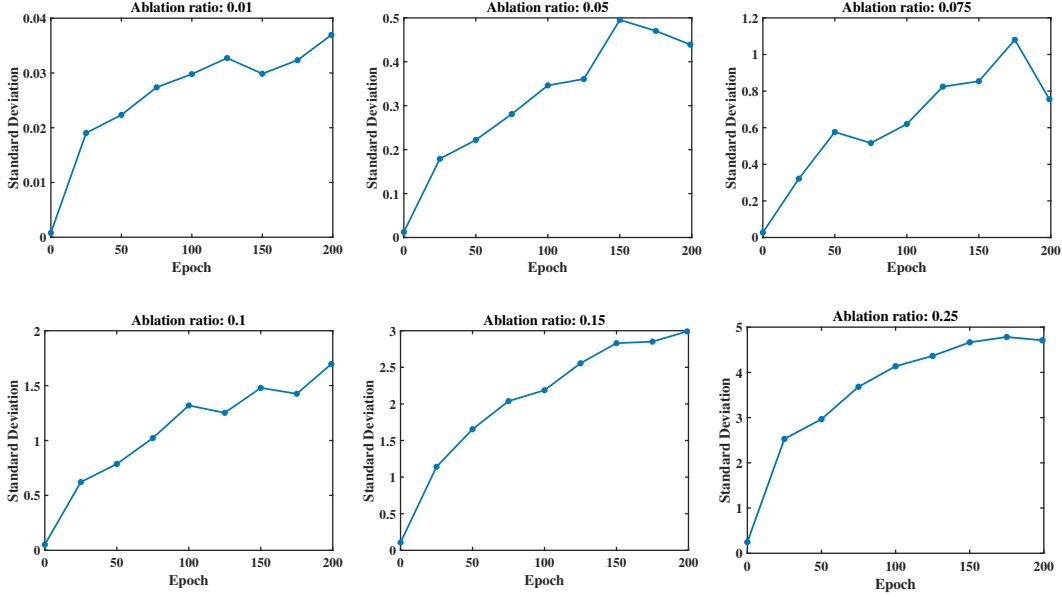 Ablation ratio: 0.01
Standard Deviation
0.04
0.03
0.02
0.01
0
0 50 100 150 200
Epoch
Ablation ratio: 0.05
Standard Deviation
0.5
0.4
0.3
0.2
0.1
0
0 50 100 150 200
Epoch
Ablation ratio: 0.075
Standard Deviation
1.2
1
0.8
0.6
0.4
0.2
0
0 50 100 150 200
Epoch
Ablation ratio: 0.1
Standard Deviation
2
1.5
1
0.5
0
0 50 100 150 200
Epoch
Ablation ratio: 0.15
Standard Deviation
3
2.5
2
1.5
1
0.5
0
0 50 100 150 200
Epoch
Ablation ratio: 0.25
Standard Deviation
5
4
3
2
1
0
0 50 100 150 200
Epoch